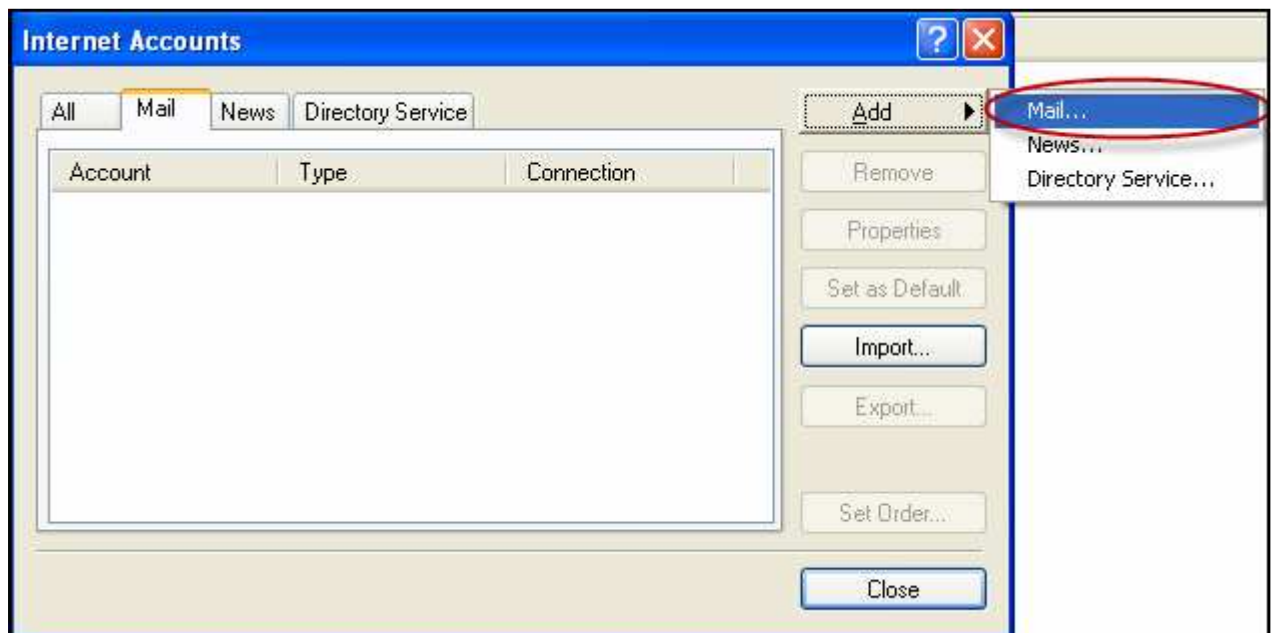 Internet Accounts
All Mail News Directory Service
Account Type Connection
Add
Remove
Properties
Set as Default
Import...
Export...
Set Order...
Close
Mail...
News...
Directory Service...